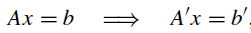 Ax = b ⟹ A′x = b′.